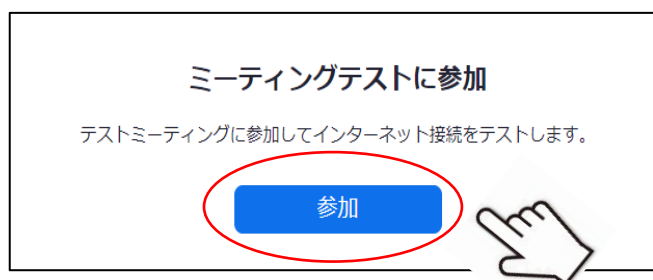 ミーティングテストに参加
テストミーティングに参加してインターネット接続をテストします。
参加